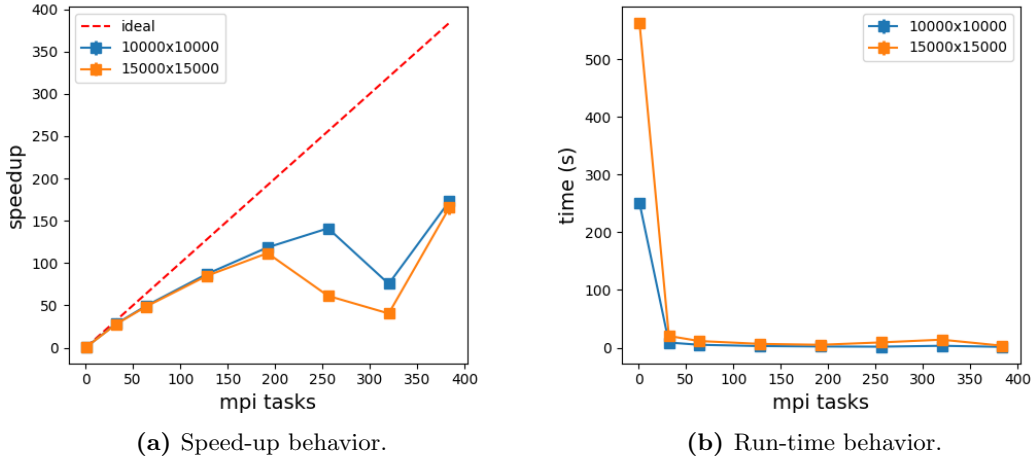 400
350
300
250
200
150
100
50
0
speedup
ideal
10000x10000
15000x15000
0 50 100 150 200 250 300 350 400
mpi tasks
(a) Speed-up behavior.
500
400
300
200
100
0
time (s)
10000x10000
15000x15000
0 50 100 150 200 250 300 350 400
mpi tasks
(b) Run-time behavior.